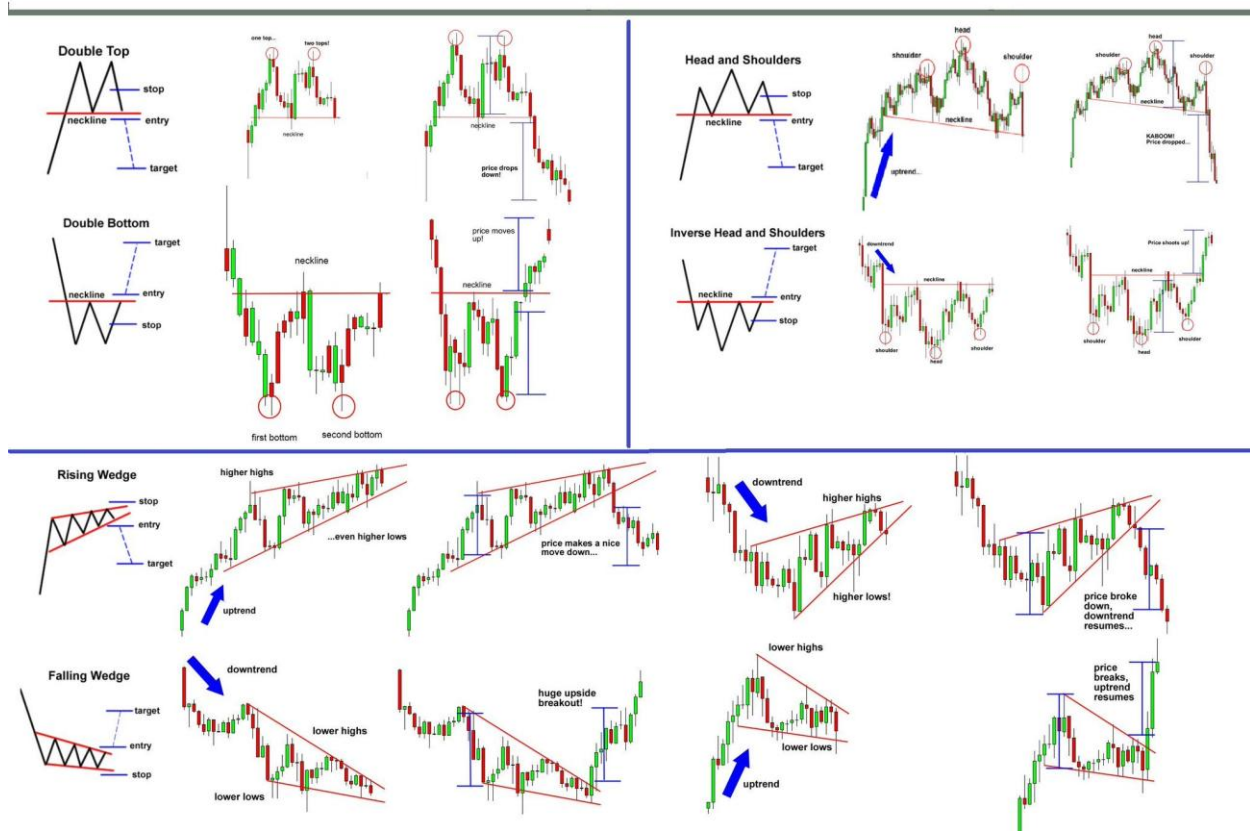 Double Top
stop
neckline
entry
target
one top...
two tops!
neckline
neckline
price drops
down!
Double Bottom
target
neckline
entry
stop
neckline
first bottom
second bottom
price moves
up!
neckline
Head and Shoulders
stop
neckline
entry
target
shoulder
head
shoulder
neckline
uptrend...
shoulder
head
shoulder
neckline
KABOOM!
Price dropped...
Inverse Head and Shoulders
target
neckline
entry
stop
downtrend
neckline
shoulder
head
shoulder
Price shoots up!
neckline
shoulder
head
shoulder
Rising Wedge
stop
entry
target
higher highs
...even higher lows
uptrend
price makes a nice
move down...
downtrend
higher highs
higher lows!
price broke
down,
downtrend
resumes...
Falling Wedge
target
entry
stop
downtrend
lower highs
lower lows
huge upside
breakout!
lower highs
lower lows
uptrend
price
breaks,
uptrend
resumes